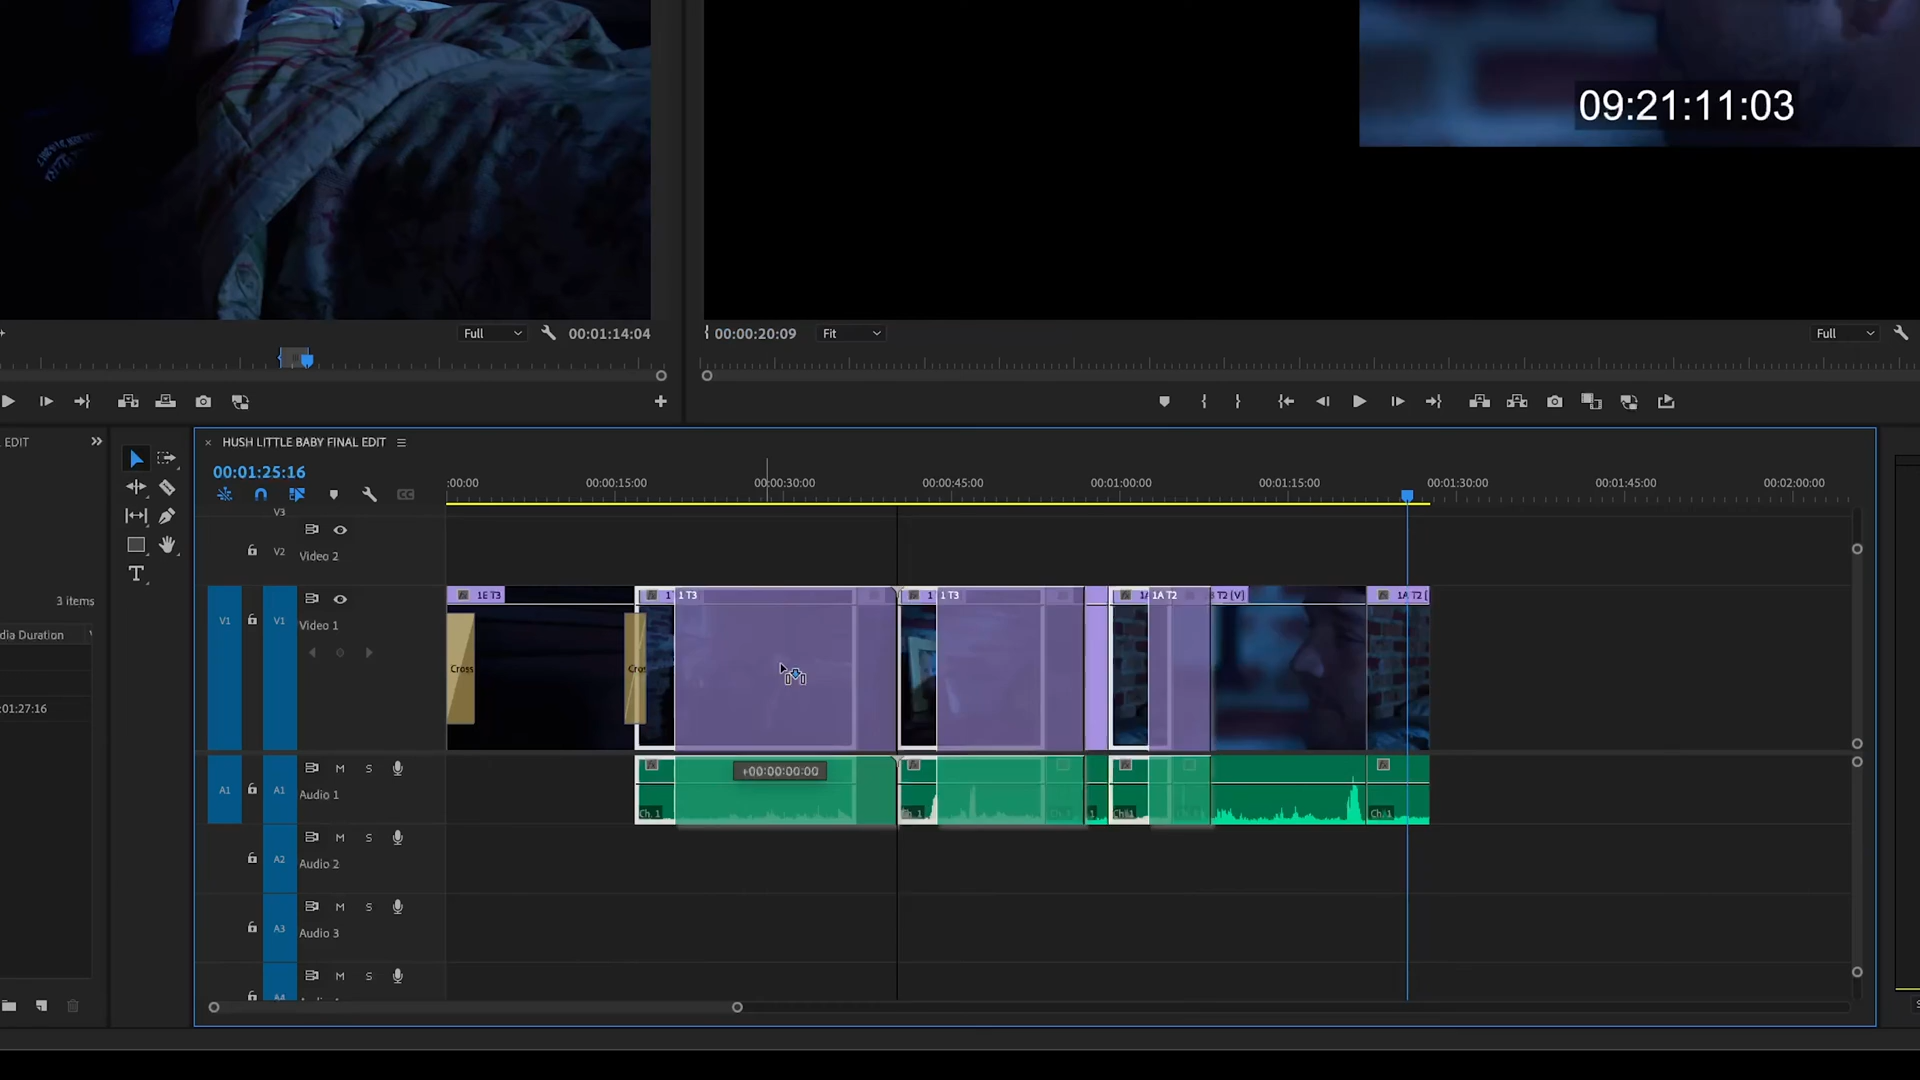 09:21:11:03
Full
00:01:14:04
00:00:20:09
Fit
Full
EDIT
HUSH LITTLE BABY FINAL EDIT
00:01:25:16
:00:00
00:00:15:00
00:00:30:00
00:00:45:00
00:01:00:00
00:01:15:00
00:01:30:00
00:01:45:00
00:02:00:00
V3
V2
Video 2
3 items
dia Duration
01:27:16
V1
V1
Video 1
1E T3
Cross
Cros
1 T3
1 T3
1A T2
T2 (V)
1A T2 [
A1
A1
M
S
Audio 1
+00:00:00:00
Ch. 1
A2
M
S
Audio 2
A3
M
S
Audio 3
M
S
T